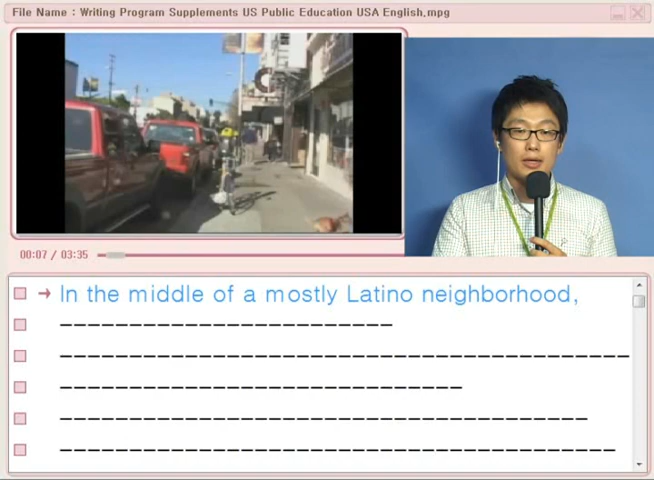 File Name : Writing Program Supplements US Public Education USA English.mpg
00:07 / 03:35
In the middle of a mostly Latino neighborhood,